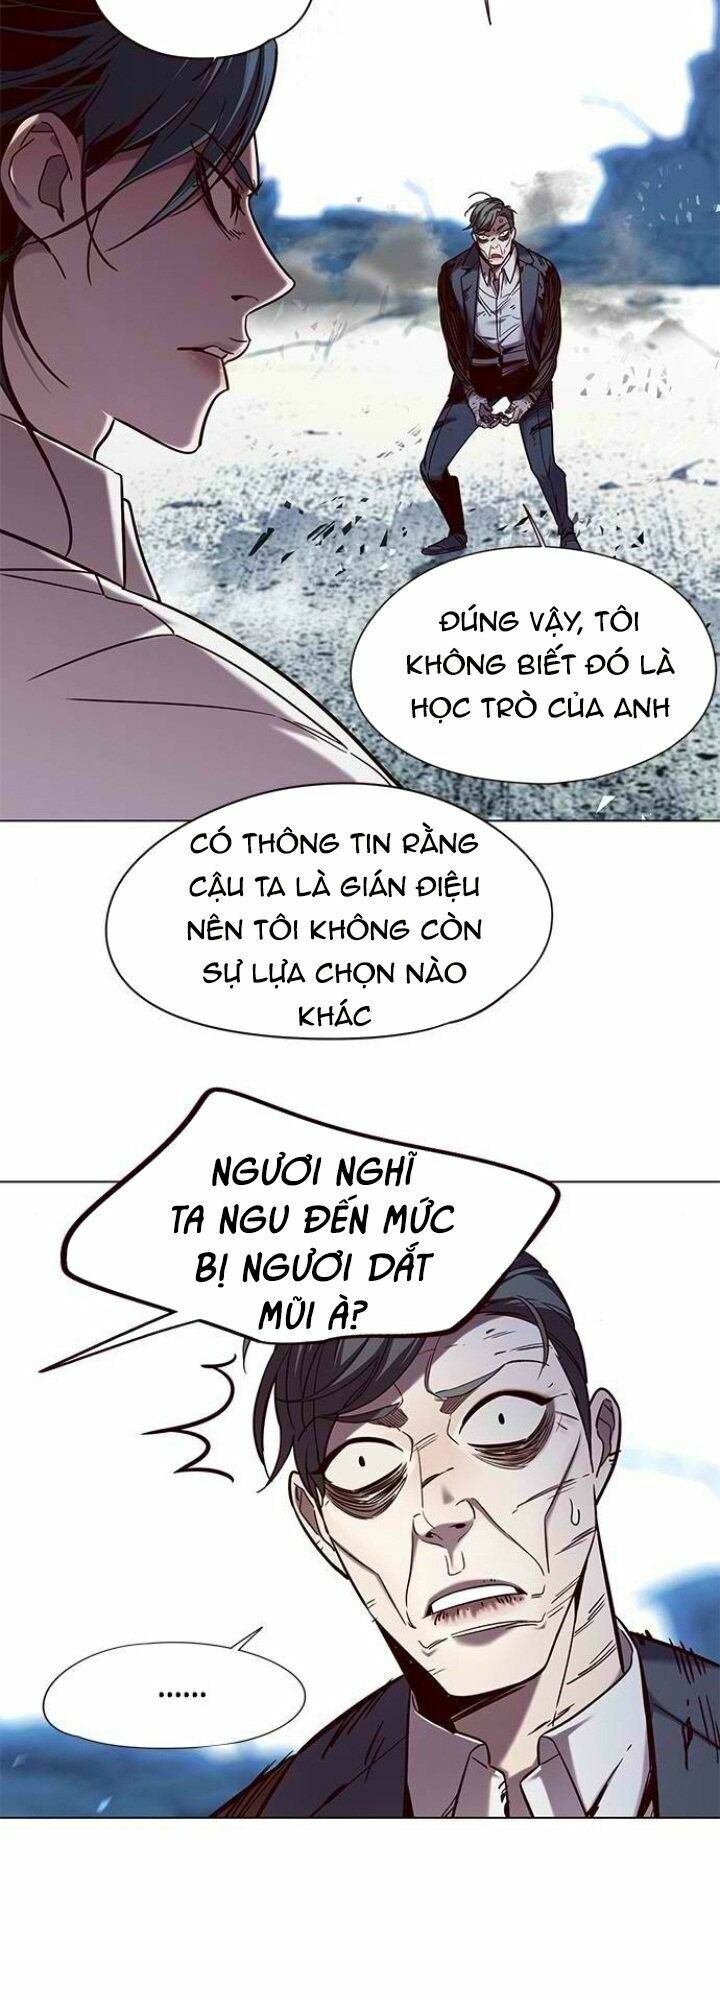 ĐÚNG VẬY, TÔI
KHÔNG BIẾT ĐÓ LÀ
HỌC TRÒ CỦA ANH
CÓ THÔNG TIN RẰNG
CẬU TA LÀ GIÁN ĐIỆU
NÊN TÔI KHÔNG CÒN
SỰ LỰA CHỌN NÀO
KHÁC
NGƯƠI NGHĨ
TA NGU ĐẾN MỨC
BỊ NGƯƠI DẮT
MŨI À?
......